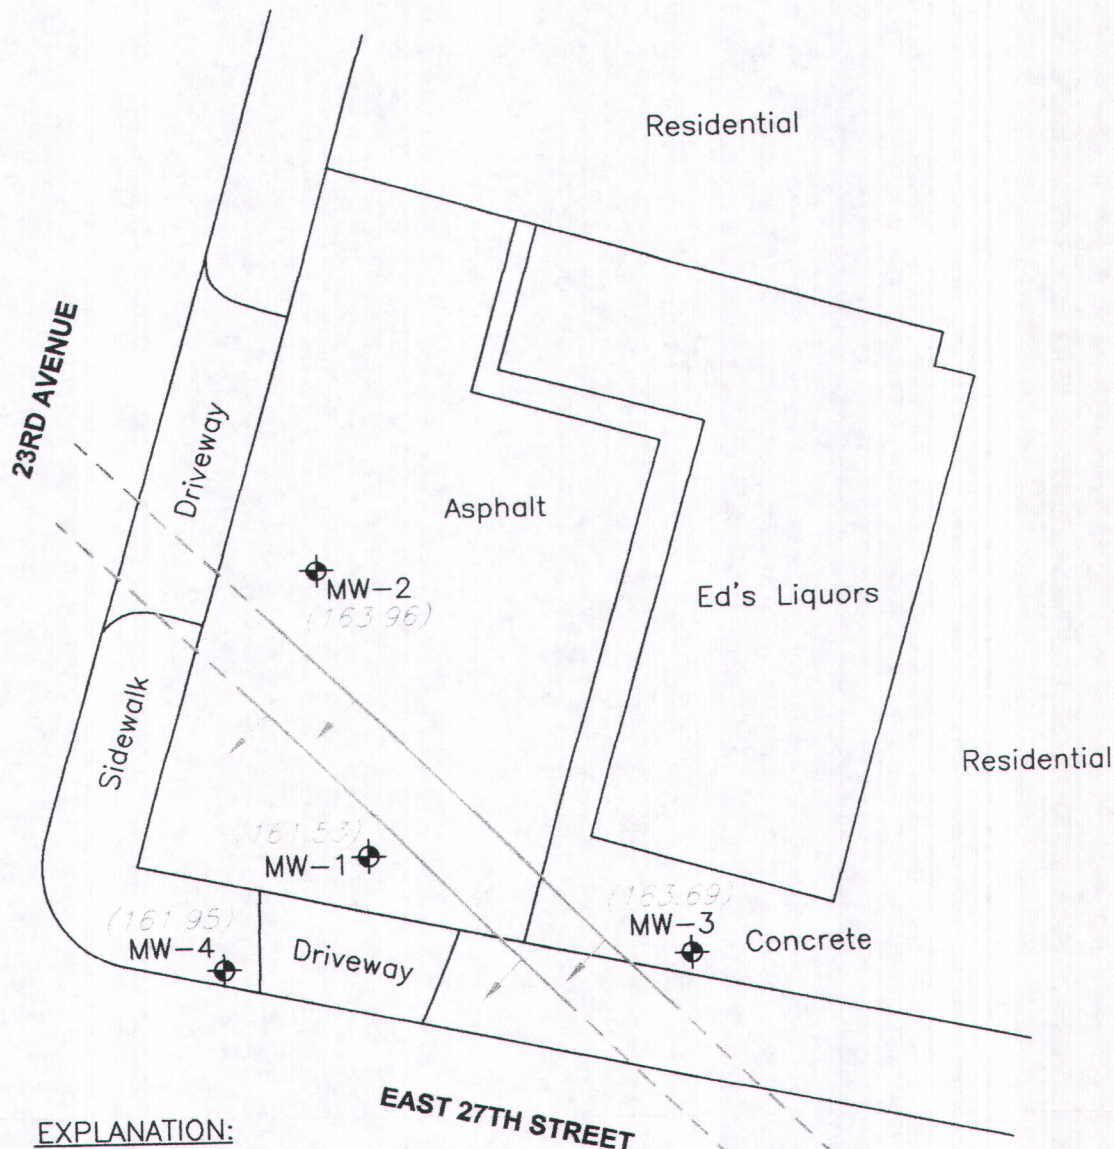 Residential
23RD AVENUE
Driveway
Asphalt
MW-2
(163.96)
Ed's Liquors
Sidewalk
Residential
(161.53)
MW-1
(161.95)
MW-4
Driveway
(163.69)
MW-3
Concrete
EAST 27TH STREET
EXPLANATION: